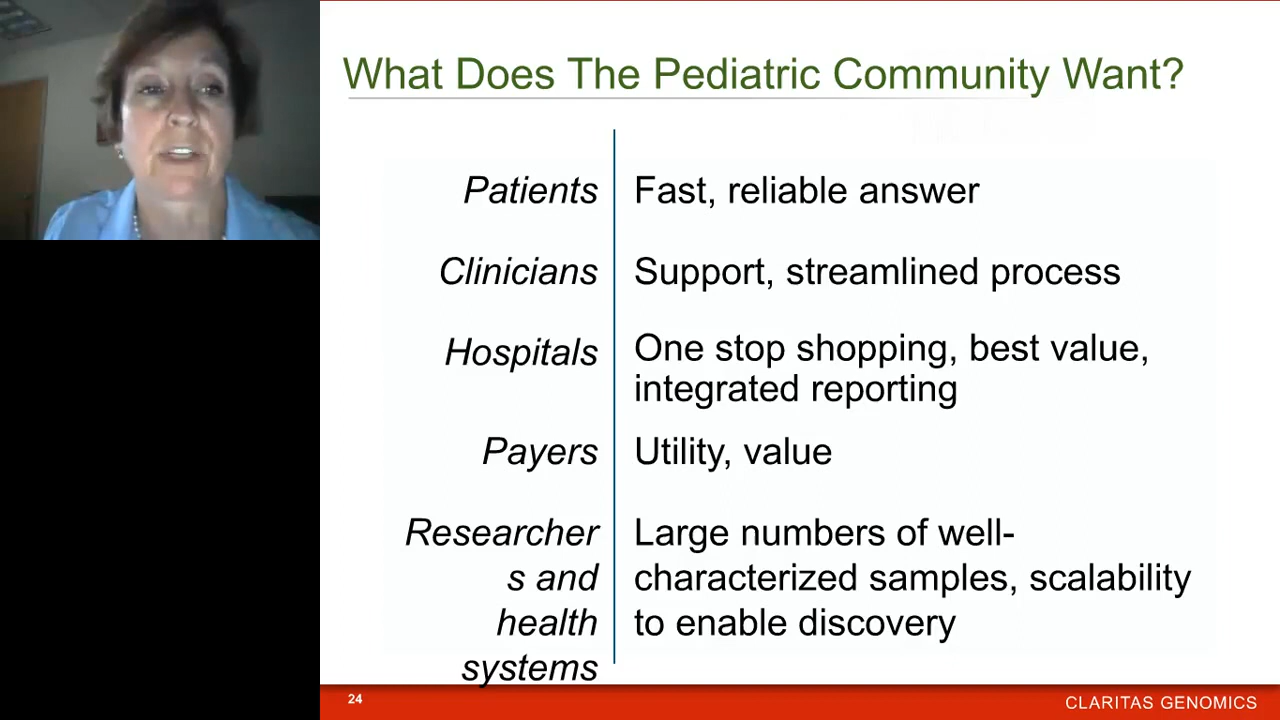 What Does The Pediatric Community Want?
Patients
Fast, reliable answer
Clinicians
Support, streamlined process
Hospitals
One stop shopping, best value,
integrated reporting
Payers
Utility, value
Researcher
s and
health
systems
Large numbers of well-
characterized samples, scalability
to enable discovery
24
CLARITAS GENOMICS